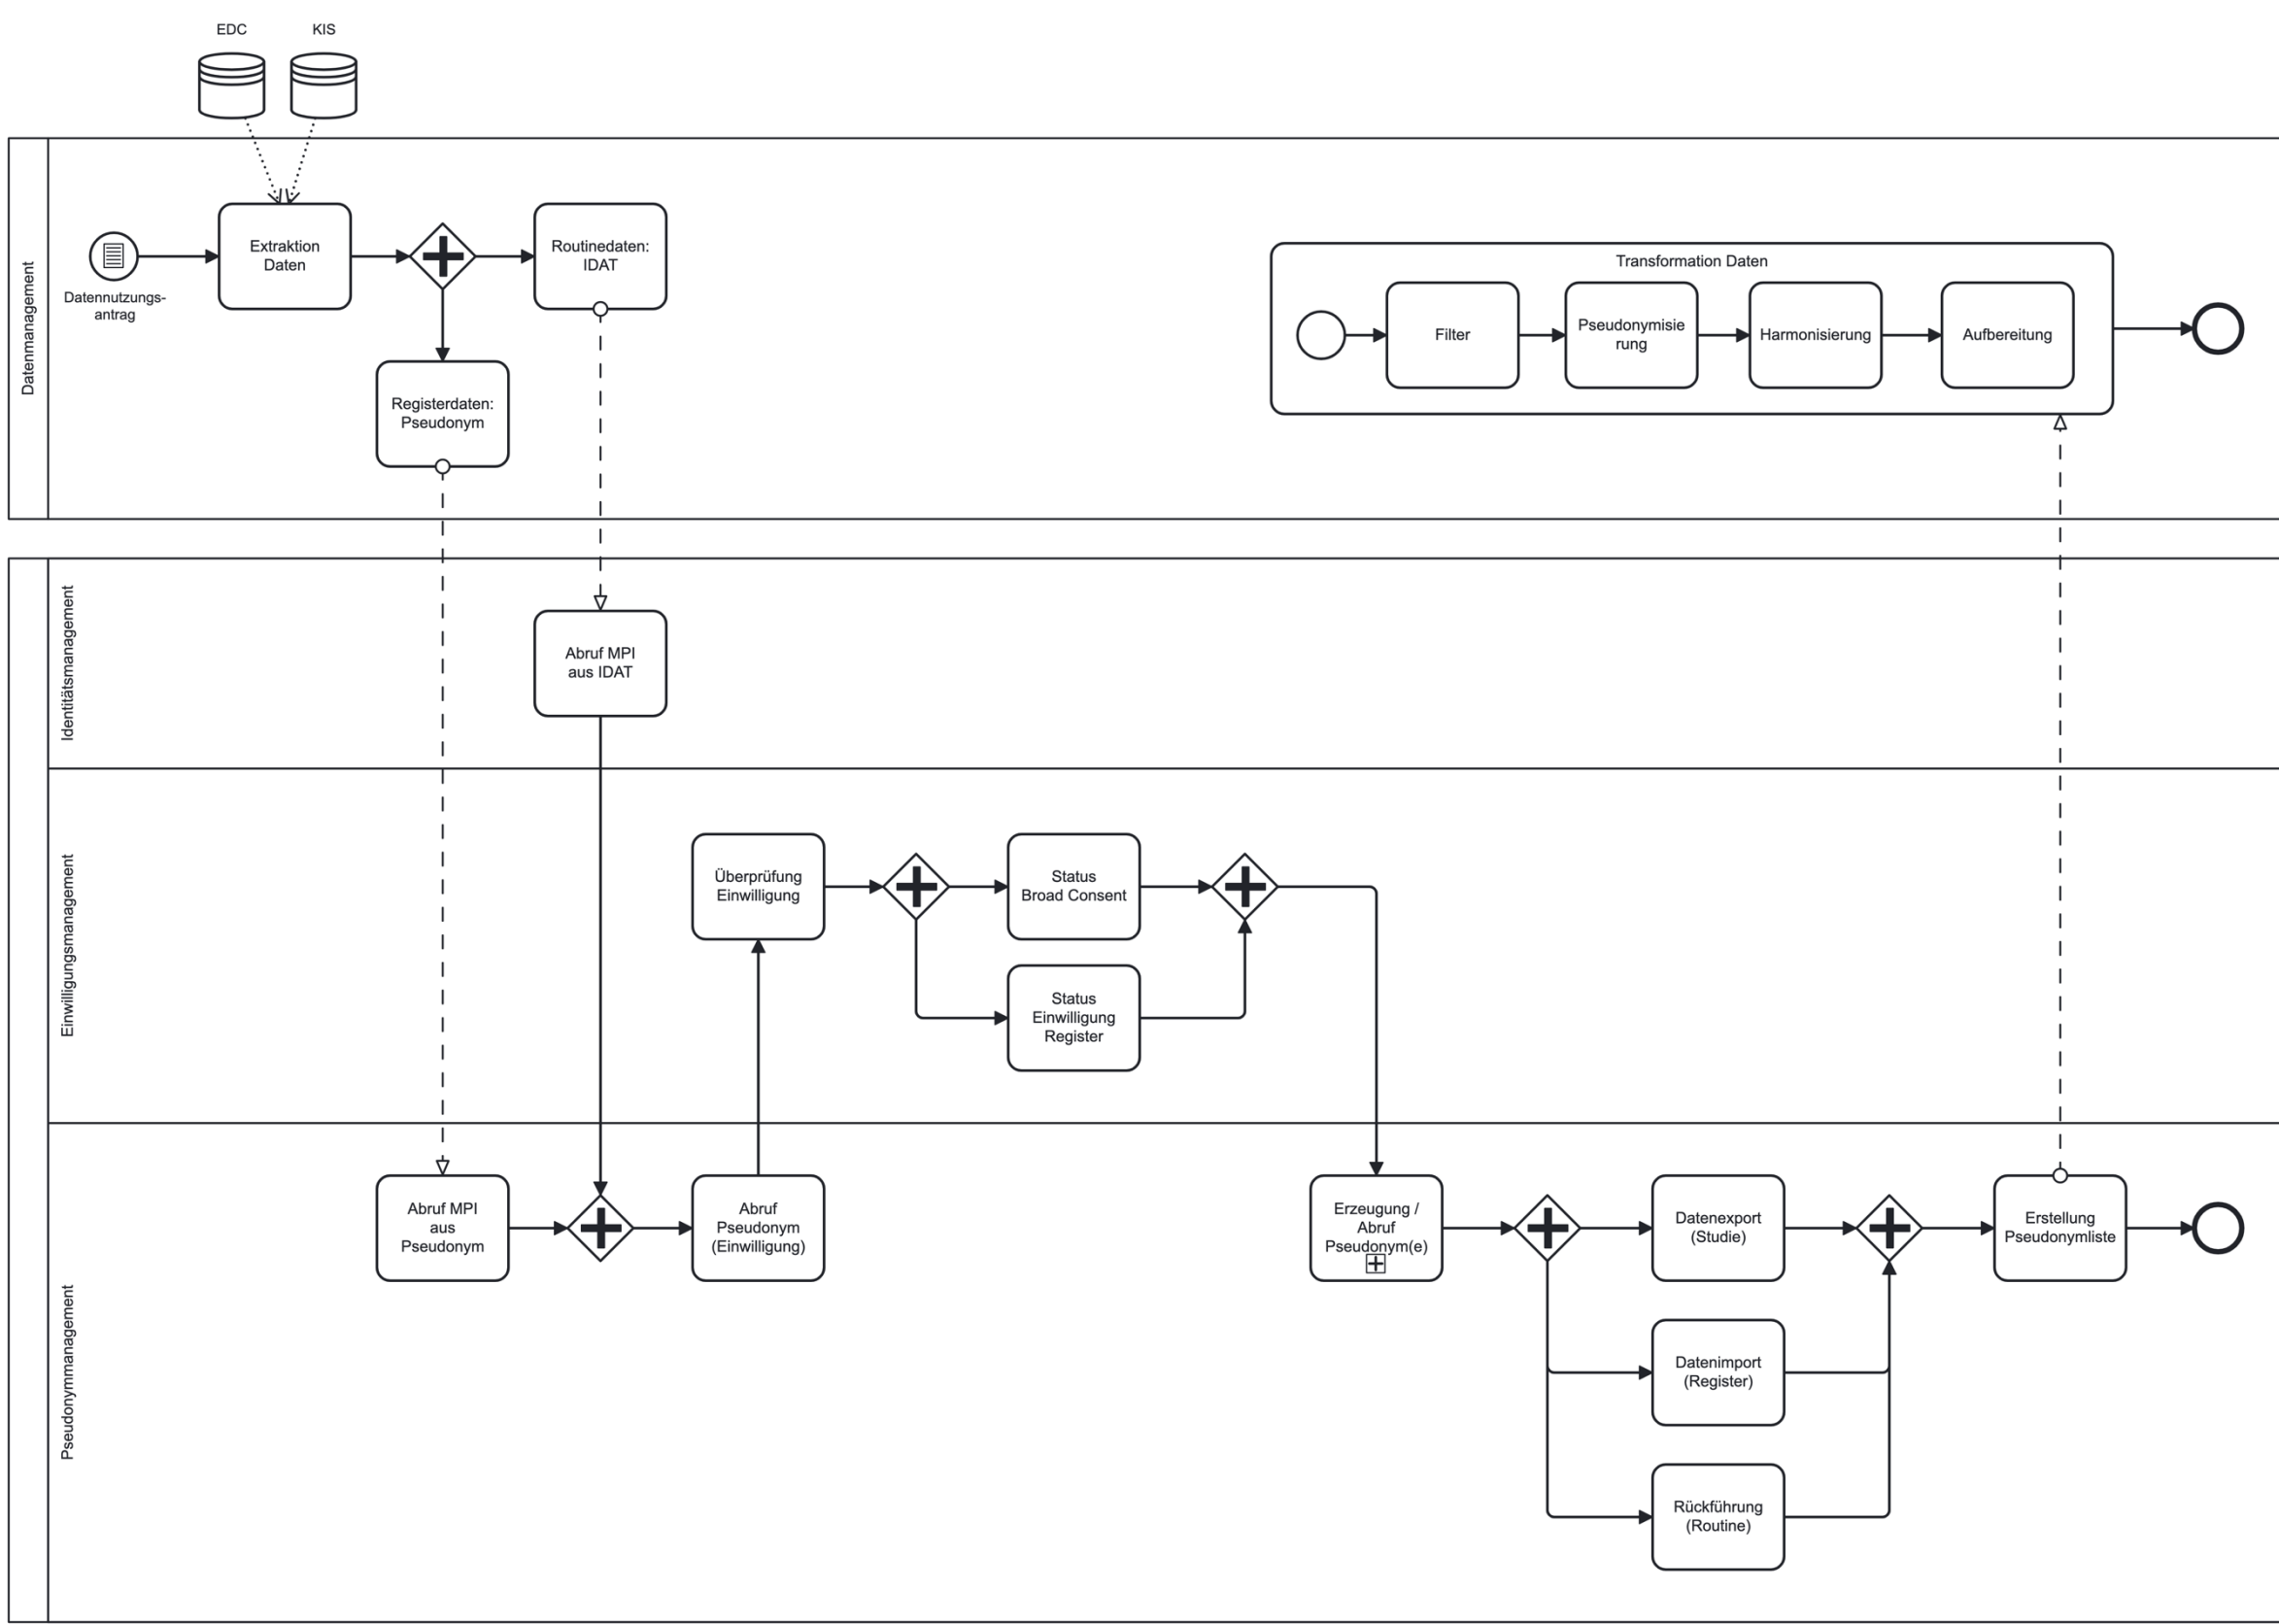 EDC
KIS
Datenmanagement
Datennutzungs-
antrag
Extraktion
Daten
Routinedaten:
IDAT
Registerdaten:
Pseudonym
Transformation Daten
Filter
Pseudonymisie
rung
Harmonisierung
Aufbereitung
Identitätsmanagement
Abruf MPI
aus IDAT
Einwilligungsmanagement
Überprüfung
Einwilligung
Status
Broad Consent
Status
Einwilligung
Register
Pseudonymmanagement
Abruf MPI
aus
Pseudonym
Abruf
Pseudonym
(Einwilligung)
Erzeugung /
Abruf
Pseudonym(e)
Datenexport
(Studie)
Datenimport
(Register)
Rückführung
(Routine)
Erstellung
Pseudonymliste